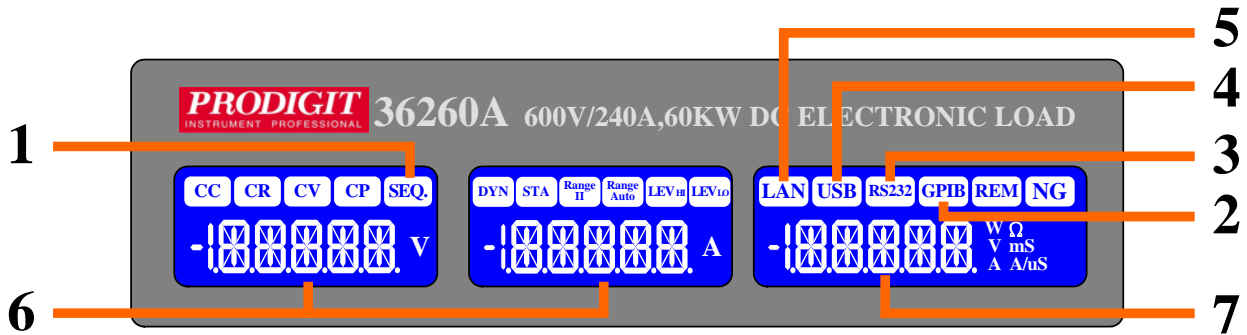 5
4
PRODIGIT 36260A 600V/240A,60KW DC ELECTRONIC LOAD
INSTRUMENT PROFESSIONAL
1
3
CC CR CV CP SEQ. DYN STA Range II Range Auto LEV HI LEV LO LAN USB RS232 GPIB REM NG
2
V A W Ω
V mS
A A/uS
6
7